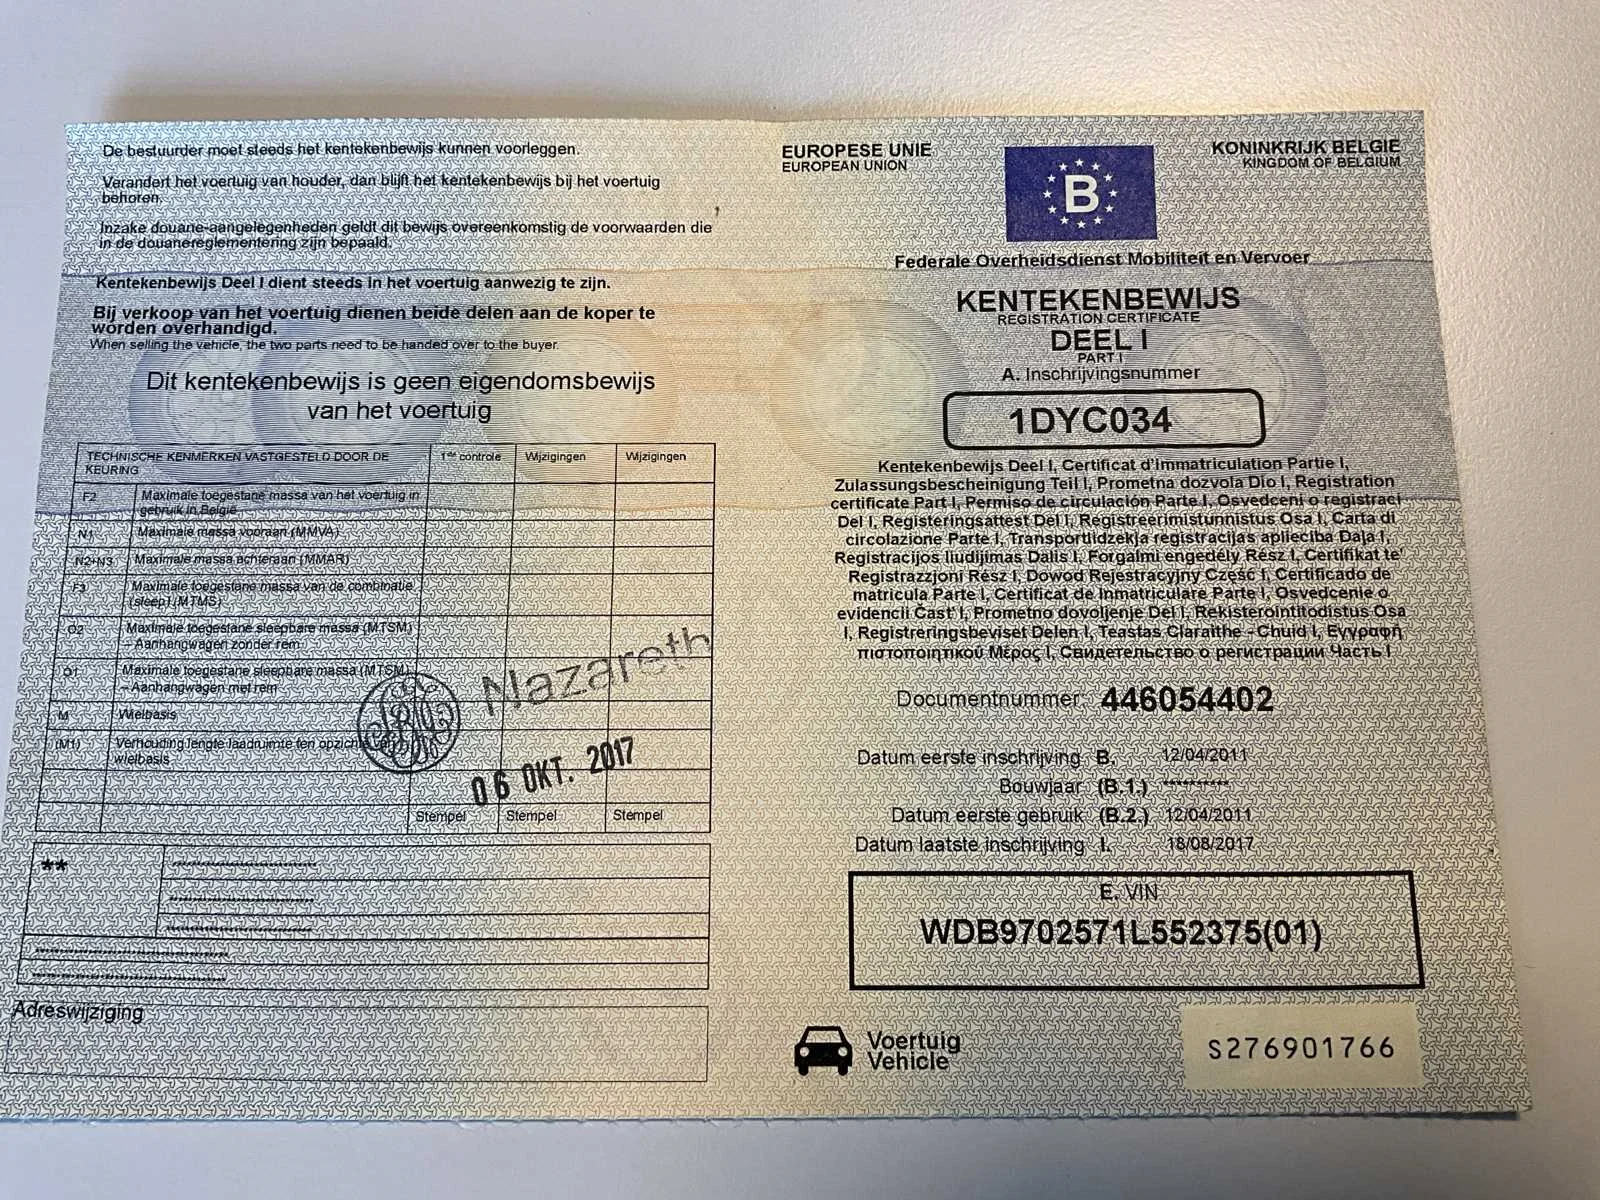 De bestuurder moet steeds het kentekenbewijs kunnen voorleggen.
Verandert het voertuig van houder, dan blijft het kentekenbewijs bij het voertuig
behoren.
Inzake douane-aangelegenheden geldt dit bewijs overeenkomstig de voorwaarden die
in de douanereglementering zijn bepaald.
Kentekenbewijs Deel I dient steeds in het voertuig aanwezig te zijn.
Bij verkoop van het voertuig dienen beide delen aan de koper te
worden overhandigd.
When selling the vehicle, the two parts need to be handed over to the buyer.
Dit kentekenbewijs is geen eigendomsbewijs
van het voertuig
TECHNISCHE KENMERKEN VASTGESTELD DOOR DE
KEURING
1ste controle
Wijzigingen
Wijzigingen
F2 Maximale toegestane massa van het voertuig in
gebruik in België
N1 Maximale massa vooraan (MMVA)
N2+N3 Maximale massa achteraan (MMAR)
F3 Maximale toegestane massa van de combinatie
(sleep) (MTMS)
O2 Maximale toegestane sleepbare massa (MTSM)
– Aanhangwagen zonder rem
O1 Maximale toegestane sleepbare massa (MTSM)
– Aanhangwagen met rem
M Wielbasis
(M1) Verhouding lengte laadruimte ten opzichte van
wielbasis
Nazareth
06 OKT. 2017
Stempel
Stempel
Stempel
**
******************************
******************************
******************************
****************************************
****************************************
Adreswijziging
EUROPESE UNIE
EUROPEAN UNION
B
KONINKRIJK BELGIE
KINGDOM OF BELGIUM
Federale Overheidsdienst Mobiliteit en Vervoer
KENTEKENBEWIJS
REGISTRATION CERTIFICATE
DEEL I
PART I
A. Inschrijvingsnummer
1DYC034
Kentekenbewijs Deel I, Certificat d'Immatriculation Partie I,
Zulassungsbescheinigung Teil I, Prometna dozvola Dio I, Registration
certificate Part I, Permiso de circulación Parte I, Osvedceni o registraci
Del I, Registeringsattest Del I, Registreerimistunnistus Osa I, Carta di
circolazione Parte I, Transportlidzekja registracijas aplieciba Daļa I,
Registracijos liudijimas Dalis I, Forgalmi engedély Rész I, Certifikat te'
Registrazzjoni Rész I, Dowod Rejestracyjny Część I, Certificado de
matricula Parte I, Certificat de Inmatriculare Parte I, Osvedcenie o
evidencii Čast' I, Prometno dovoljenje Del I, Rekisterointitodistus Osa
I, Registreringsbeviset Delen I, Teastas Claraithe - Chuid I, Εγγραφή
πιστοποιητικού Μέρος I, Свидетельство о регистрации Часть I
Documentnummer: 446054402
Datum eerste inschrijving B. 12/04/2011
Bouwjaar (B.1.) **********
Datum eerste gebruik (B.2.) 12/04/2011
Datum laatste inschrijving I. 18/08/2017
E. VIN
WDB9702571L552375(01)
Voertuig
Vehicle
S276901766